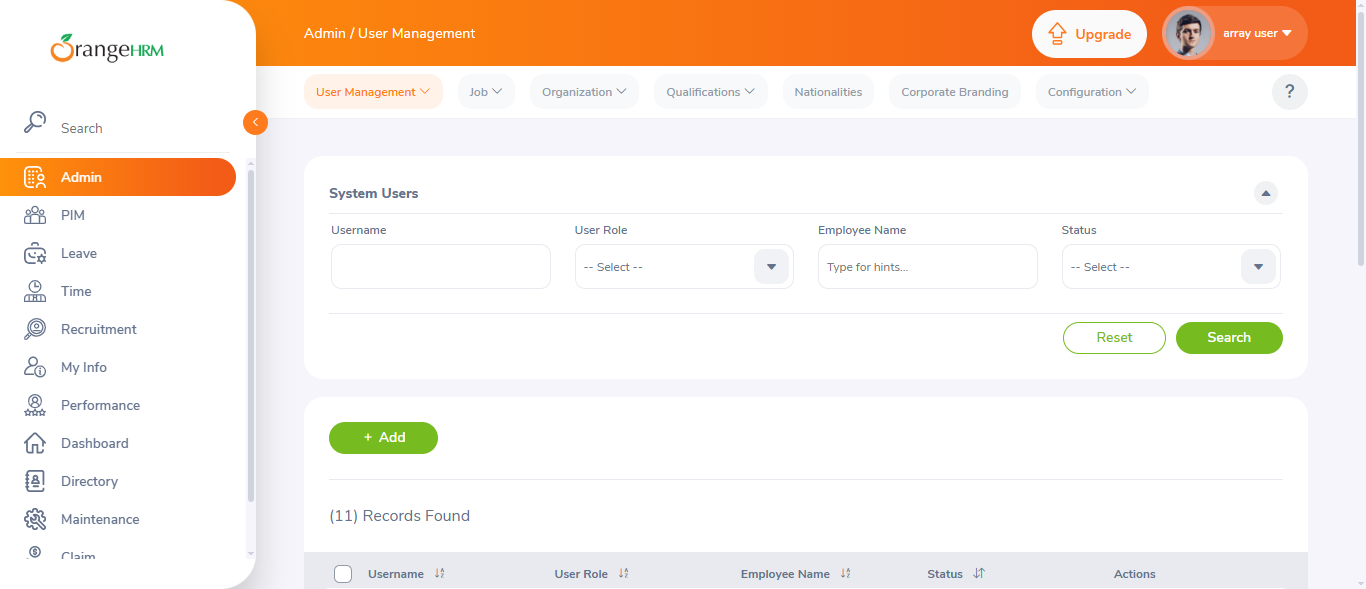 OrangeHRM
Admin / User Management
Upgrade
array user
User Management
Job
Organization
Qualifications
Nationalities
Corporate Branding
Configuration
?
Search
Admin
PIM
Leave
Time
Recruitment
My Info
Performance
Dashboard
Directory
Maintenance
Claim
System Users
Username
User Role
Employee Name
Status
-- Select --
Type for hints...
-- Select --
Reset
Search
+ Add
(11) Records Found
Username
User Role
Employee Name
Status
Actions